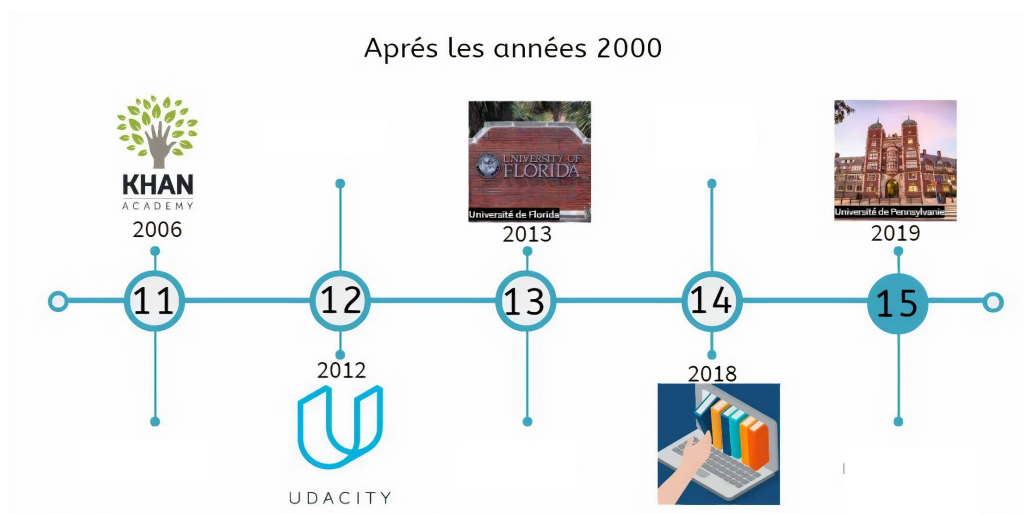 Aprés les années 2000
KHAN
ACADEMY
2006
UNIVERSITY OF
FLORIDA
Université de Florida
2013
Université de Pennsylvanie
2019
11
12
13
14
15
2012
UDACITY
2018